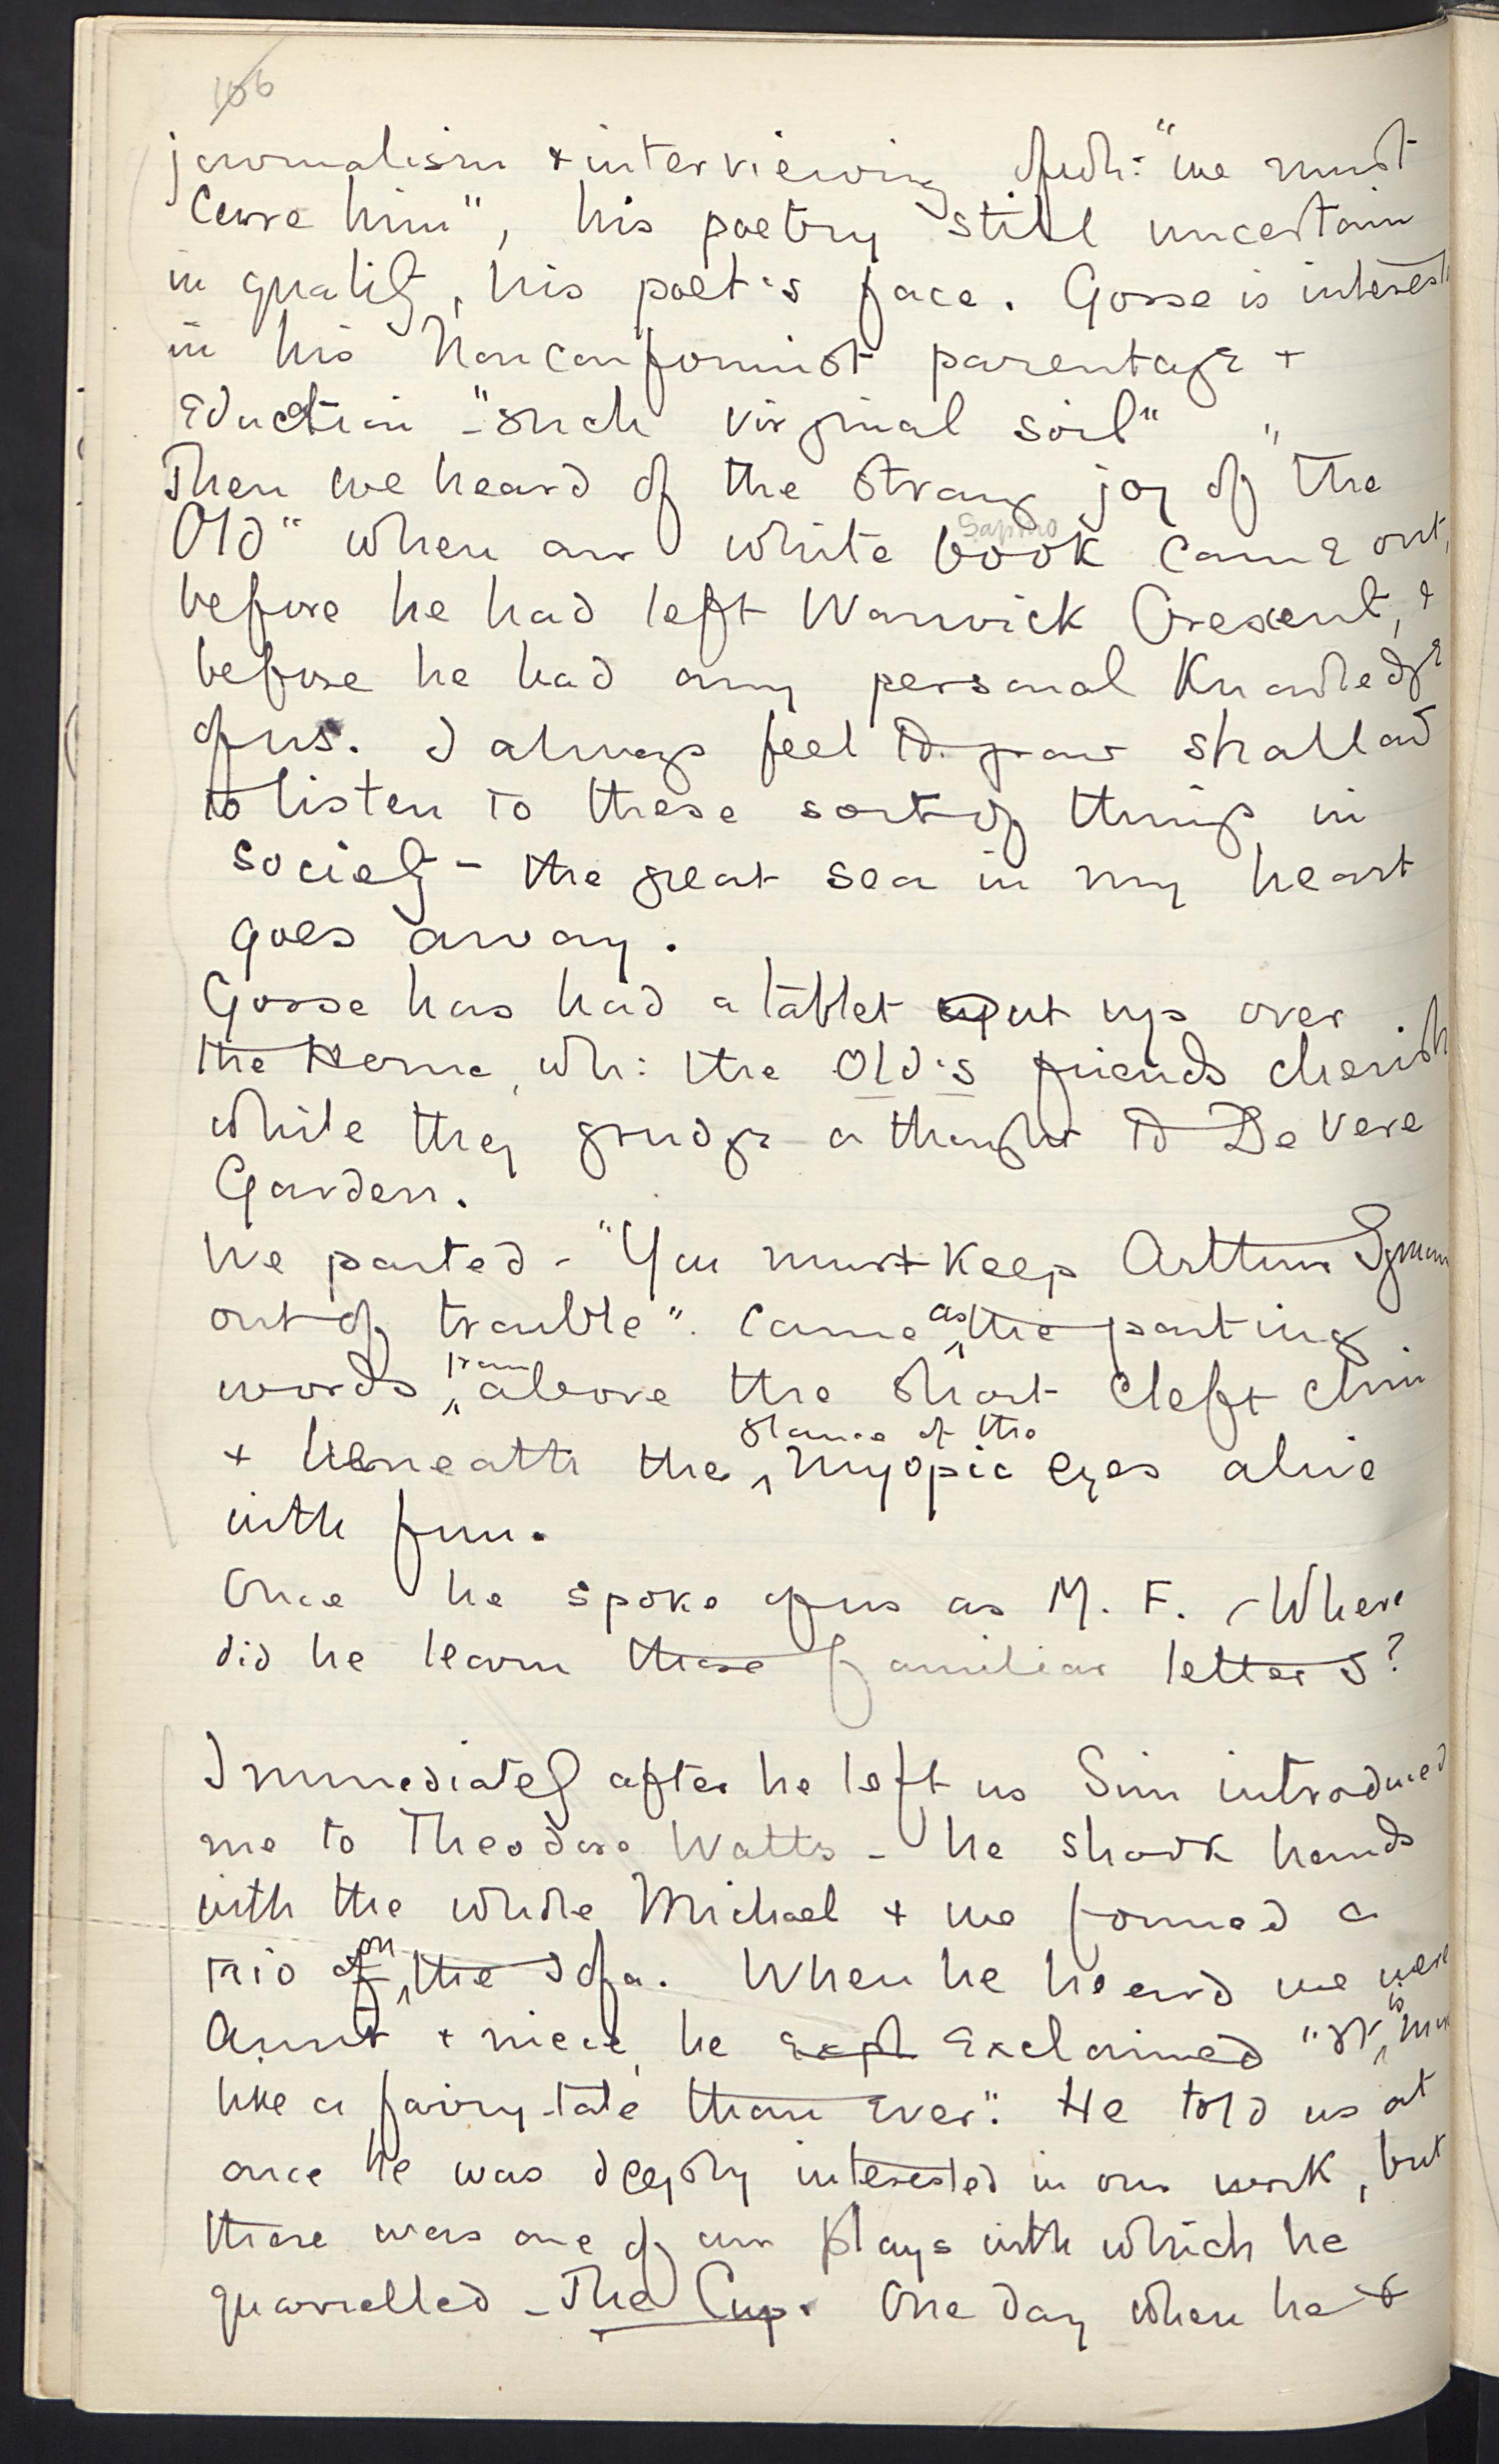 106
journalism & interviewing of wh: "we must
Cure him", his poetry still uncertain
in quality, his poet's face. Gosse is interest
in his Nonconformist parentage +
Education - "such virginal soil"
Then we heard of the strong joy of "the
Old" when our white book came out,
Sappho
before he had left Warwick Crescent, &
before he had any personal Knowledge
of us. I always feel to grow shallow
to listen to these sort of things in
Society - the great sea in my heart
goes away.
Gosse has had a tablet put up over
the Home, wh: the Old's friends cherish
while they grudge a thought to De Vere
Garden.
We parted - "You must keep Arthur Symons
out of trouble". Came as the parting
words, from above the short cleft chin
+ beneath the glance of the myopic eyes alive
with fun.
Once he spoke of us as M. F. - Where
did he learn those familiar letters?
Immediately after he left us Sim introduced
me to Theodore Watts - he shook hands
with the whole Michael + we formed a
trio on the sofa. When he heard we were
Aunt + niece, he exclaimed "It is more
like a fairy-tale than ever". He told us at
once he was deeply interested in our work, but
there was one of our plays with which he
quarrelled - The Cup. One day when he &